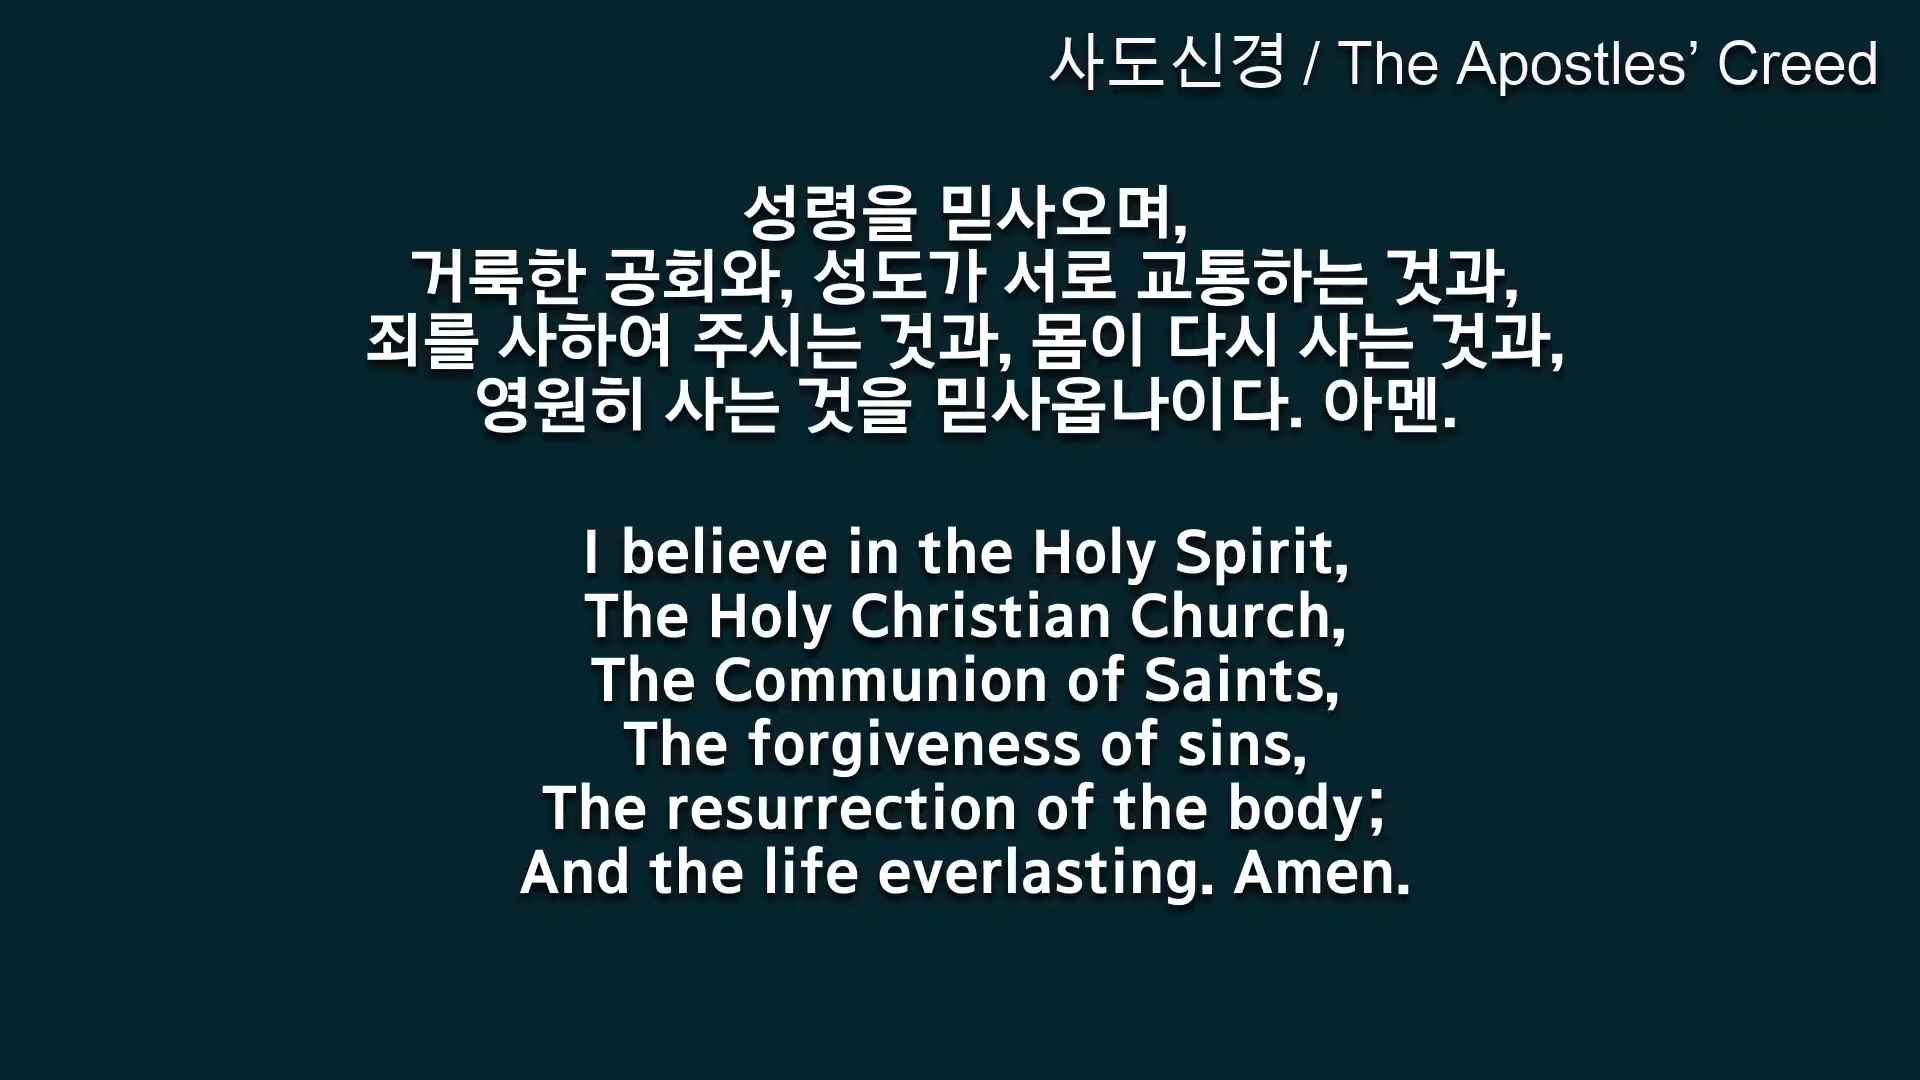 사도신경 / The Apostles’ Creed
성령을 믿사오며,
거룩한 공회와, 성도가 서로 교통하는 것과,
죄를 사하여 주시는 것과, 몸이 다시 사는 것과,
영원히 사는 것을 믿사옵나이다. 아멘.
I believe in the Holy Spirit,
The Holy Christian Church,
The Communion of Saints,
The forgiveness of sins,
The resurrection of the body;
And the life everlasting. Amen.